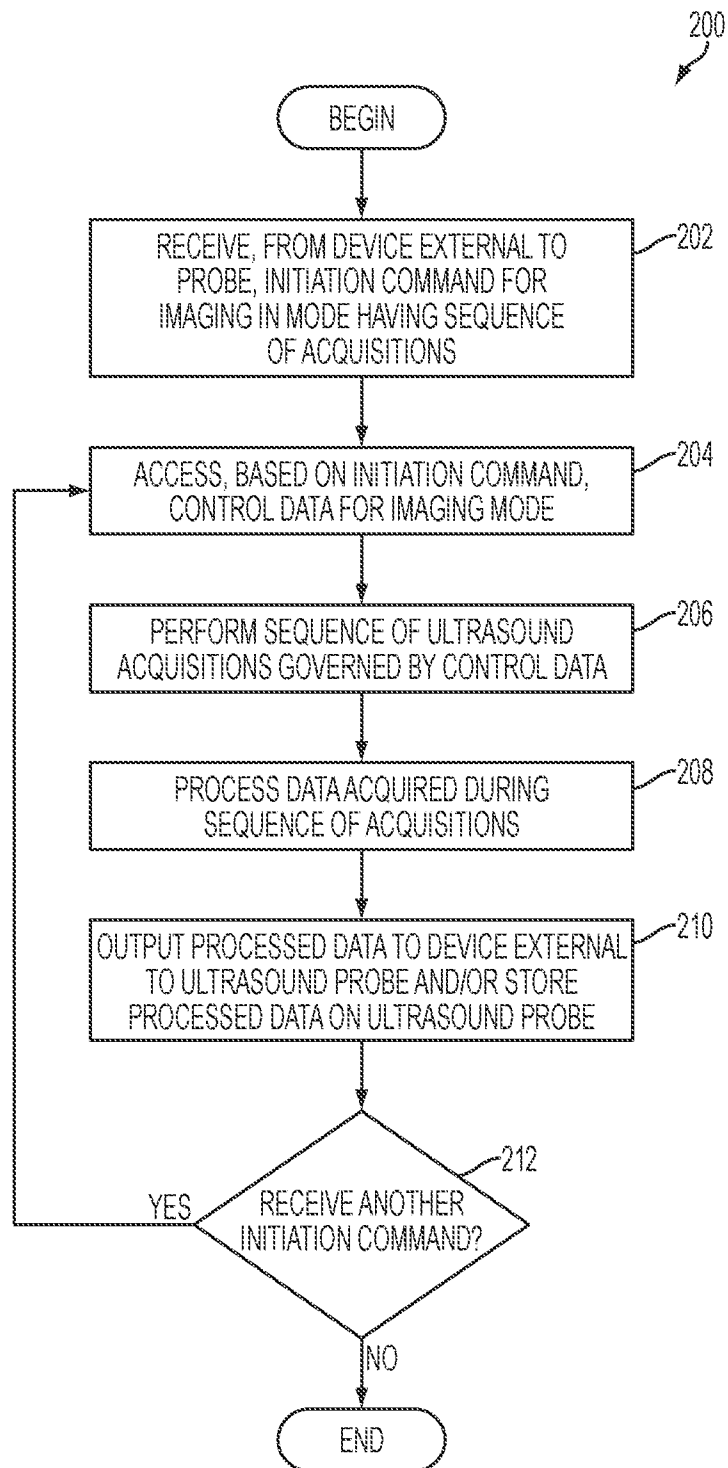 200
BEGIN
RECEIVE, FROM DEVICE EXTERNAL TO
PROBE, INITIATION COMMAND FOR
IMAGING IN MODE HAVING SEQUENCE
OF ACQUISITIONS
202
ACCESS, BASED ON INITIATION COMMAND,
CONTROL DATA FOR IMAGING MODE
204
PERFORM SEQUENCE OF ULTRASOUND
ACQUISITIONS GOVERNED BY CONTROL DATA
206
PROCESS DATA ACQUIRED DURING
SEQUENCE OF ACQUISITIONS
208
OUTPUT PROCESSED DATA TO DEVICE EXTERNAL
TO ULTRASOUND PROBE AND/OR STORE
PROCESSED DATA ON ULTRASOUND PROBE
210
RECEIVE ANOTHER
INITIATION COMMAND?
212
YES
NO
END